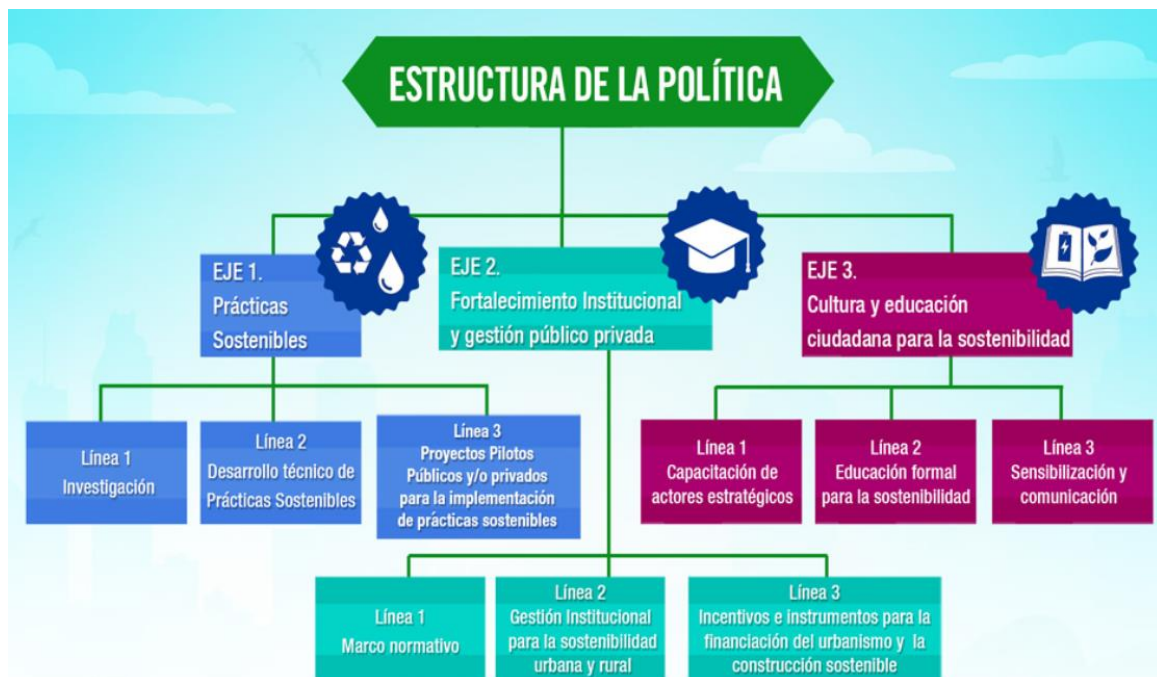 ESTRUCTURA DE LA POLÍTICA
EJE 1.
Prácticas
Sostenibles
EJE 2.
Fortalecimiento Institucional
y gestión público privada
EJE 3.
Cultura y educación
ciudadana para la sostenibilidad
Línea 1
Investigación
Línea 2
Desarrollo técnico de
Prácticas Sostenibles
Línea 3
Proyectos Pilotos
Públicos y/o privados
para la implementación
de prácticas sostenibles
Línea 1
Capacitación de
actores estratégicos
Línea 2
Educación formal
para la sostenibilidad
Línea 3
Sensibilización y
comunicación
Línea 1
Marco normativo
Línea 2
Gestión Institucional
para la sostenibilidad
urbana y rural
Línea 3
Incentivos e instrumentos para la
financiación del urbanismo y la
construcción sostenible